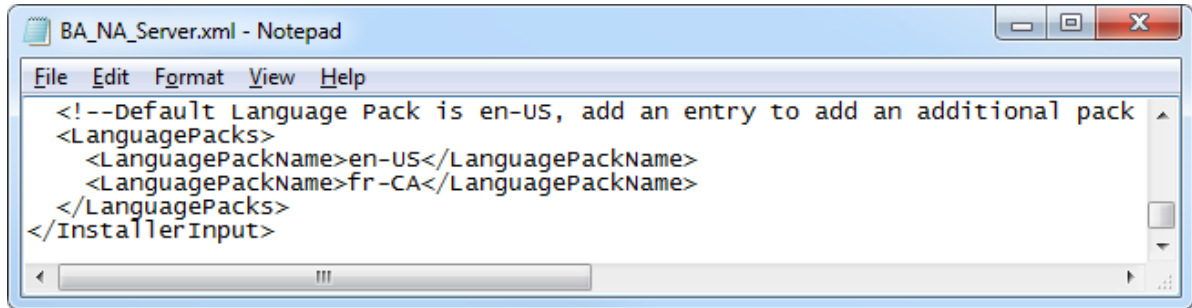 BA_NA_Server.xml - Notepad
File Edit Format View Help
<!--Default Language Pack is en-US, add an entry to add an additional pack
<LanguagePacks>
<LanguagePackName>en-US</LanguagePackName>
<LanguagePackName>fr-CA</LanguagePackName>
</LanguagePacks>
</InstallerInput>